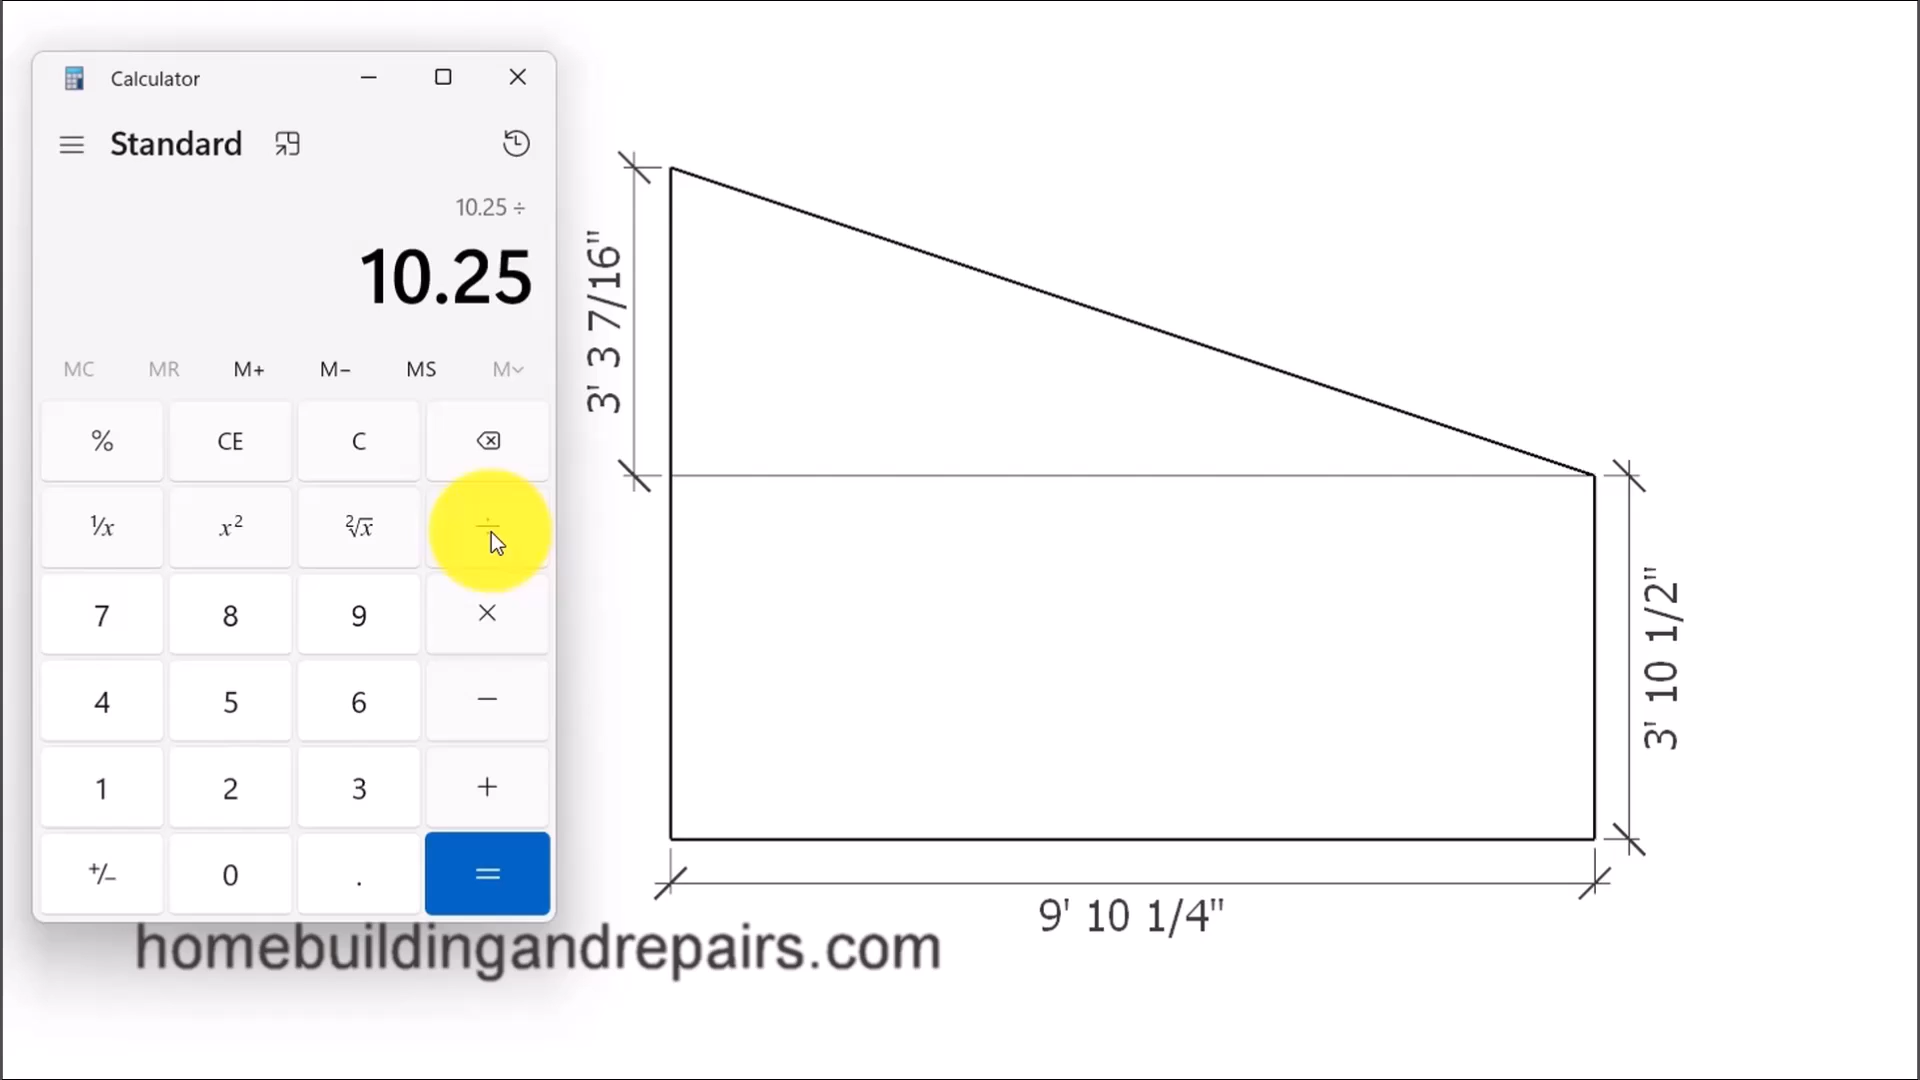 Calculator
Standard
10.25 ÷
10.25
MC MR M+ M− MS M
% CE C
¹/x x² ²√x ÷
7 8 9 ×
4 5 6 −
1 2 3 +
+/− 0 . =
3' 3 7/16"
3' 10 1/2"
9' 10 1/4"
homebuildingandrepairs.com